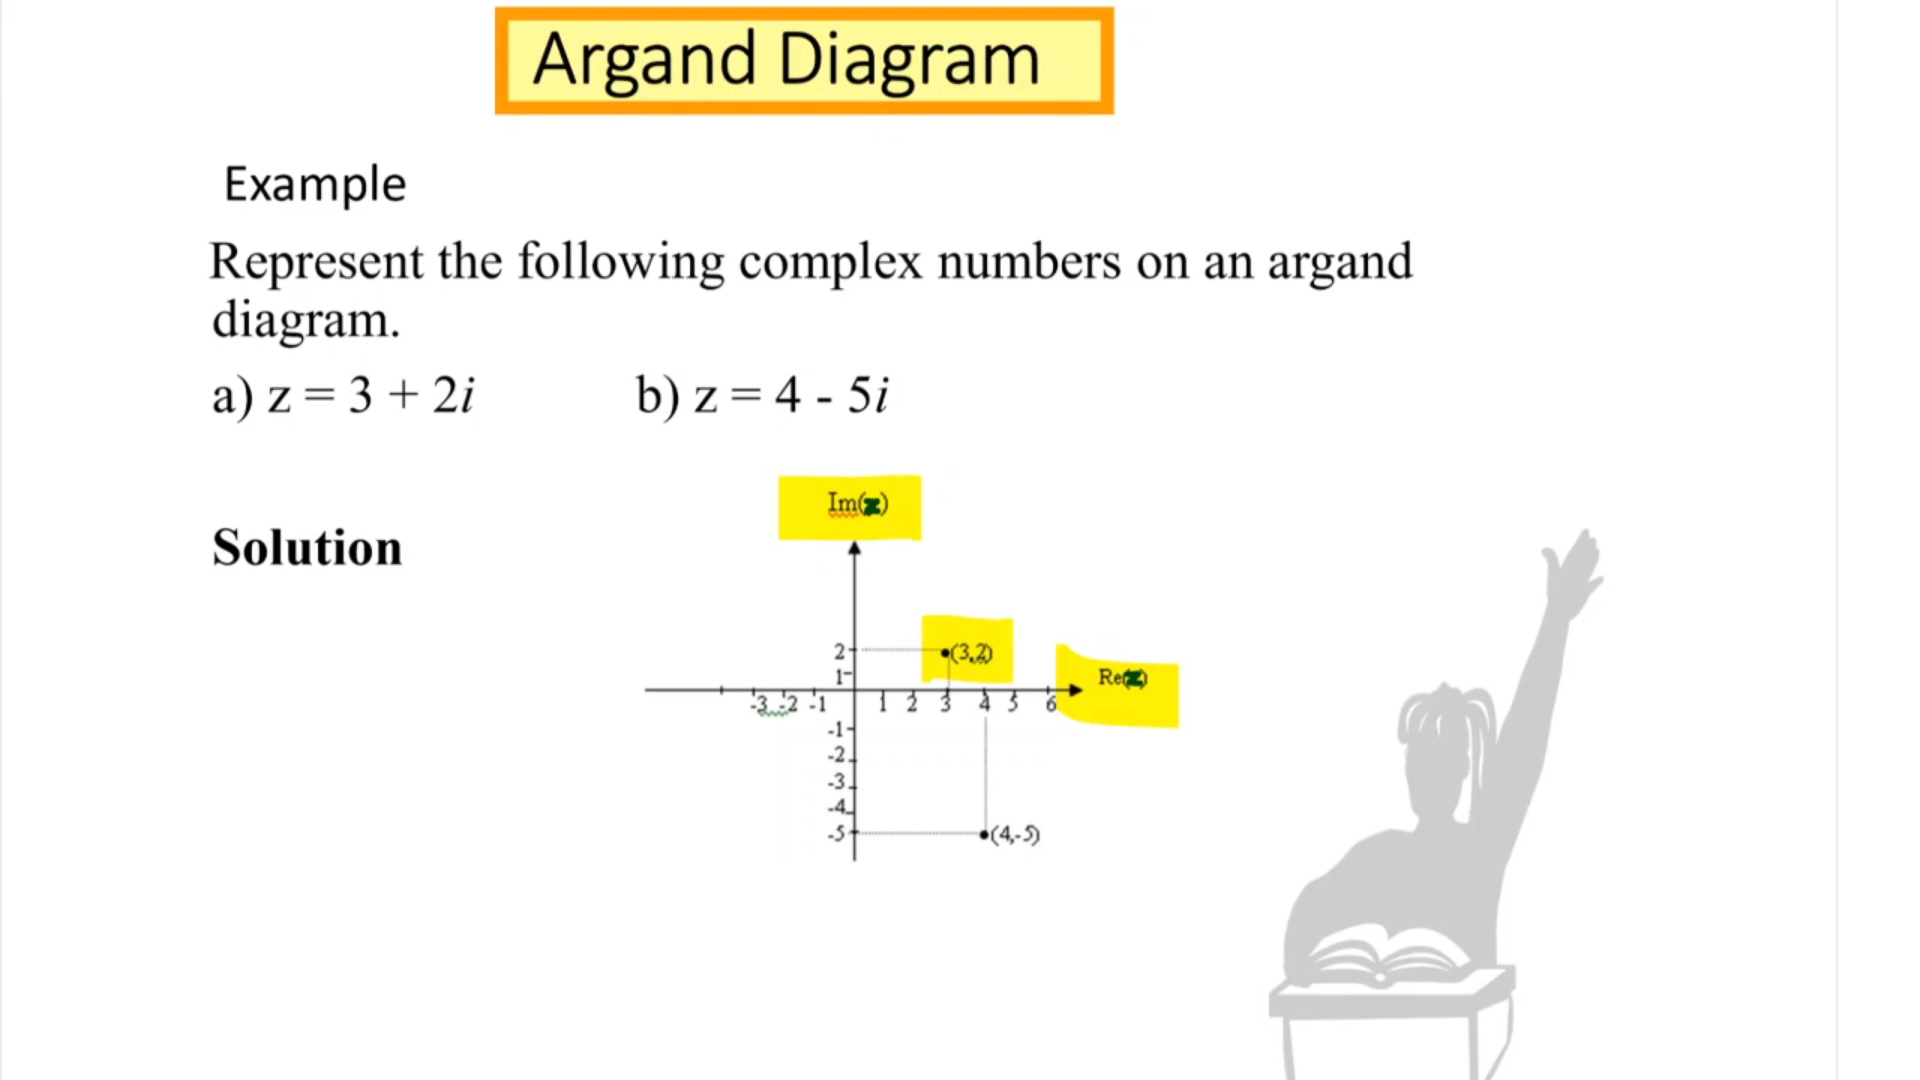 Argand Diagram
Example
Represent the following complex numbers on an argand
diagram.
a) z = 3 + 2i b) z = 4 - 5i
Im(z)
Solution
2 (3,2)
1
Re(z)
-3 -2 -1 1 2 3 4 5 6
-1
-2
-3
-4
-5 (4,-5)